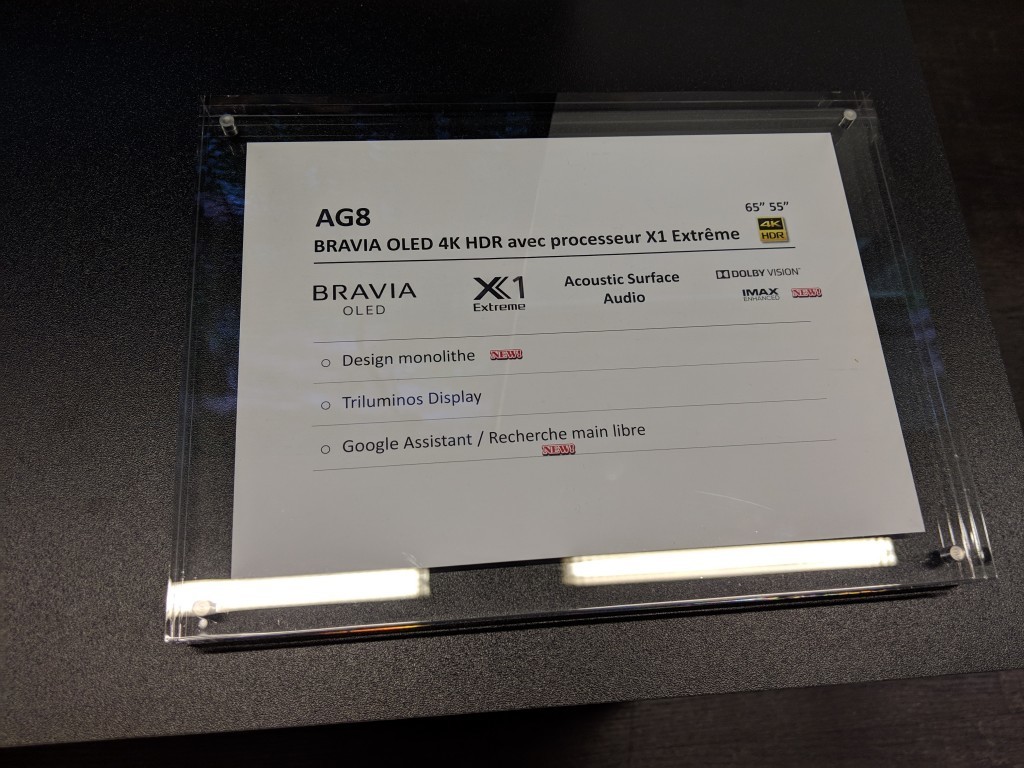 AG8
65” 55”
BRAVIA OLED 4K HDR avec processeur X1 Extrême
4K
HDR
BRAVIA
OLED
X1
Extreme
Acoustic Surface
Audio
DOLBY VISION™
IMAX
ENHANCED
NEW!
○ Design monolithe NEW!
○ Triluminos Display
○ Google Assistant / Recherche main libre
NEW!